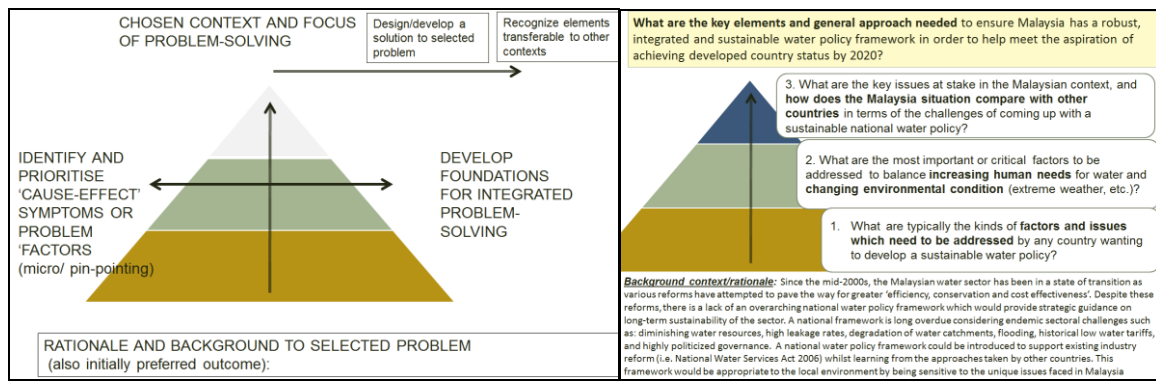 CHOSEN CONTEXT AND FOCUS
OF PROBLEM-SOLVING
Design/develop a
solution to selected
problem
Recognize elements
transferable to other
contexts
IDENTIFY AND
PRIORITISE
‘CAUSE-EFFECT’
SYMPTOMS OR
PROBLEM
‘FACTORS
(micro/ pin-pointing)
DEVELOP
FOUNDATIONS
FOR INTEGRATED
PROBLEM-
SOLVING
RATIONALE AND BACKGROUND TO SELECTED PROBLEM
(also initially preferred outcome):
What are the key elements and general approach needed to ensure Malaysia has a robust,
integrated and sustainable water policy framework in order to help meet the aspiration of
achieving developed country status by 2020?
3. What are the key issues at stake in the Malaysian context, and
how does the Malaysia situation compare with other
countries in terms of the challenges of coming up with a
sustainable national water policy?
2. What are the most important or critical factors to be
addressed to balance increasing human needs for water and
changing environmental condition (extreme weather, etc.)?
1. What are typically the kinds of factors and issues
which need to be addressed by any country wanting
to develop a sustainable water policy?
Background context/rationale: Since the mid-2000s, the Malaysian water sector has been in a state of transition as
various reforms have attempted to pave the way for greater ‘efficiency, conservation and cost effectiveness’. Despite these
reforms, there is a lack of an overarching national water policy framework which would provide strategic guidance on
long-term sustainability of the sector. A national framework is long overdue considering endemic sectoral challenges such
as: diminishing water resources, high leakage rates, degradation of water catchments, flooding, historical low water tariffs,
and highly politicized governance. A national water policy framework could be introduced to support existing industry
reform (i.e. National Water Services Act 2006) whilst learning from the approaches taken by other countries. This
framework would be appropriate to the local environment by being sensitive to the unique issues faced in Malaysia